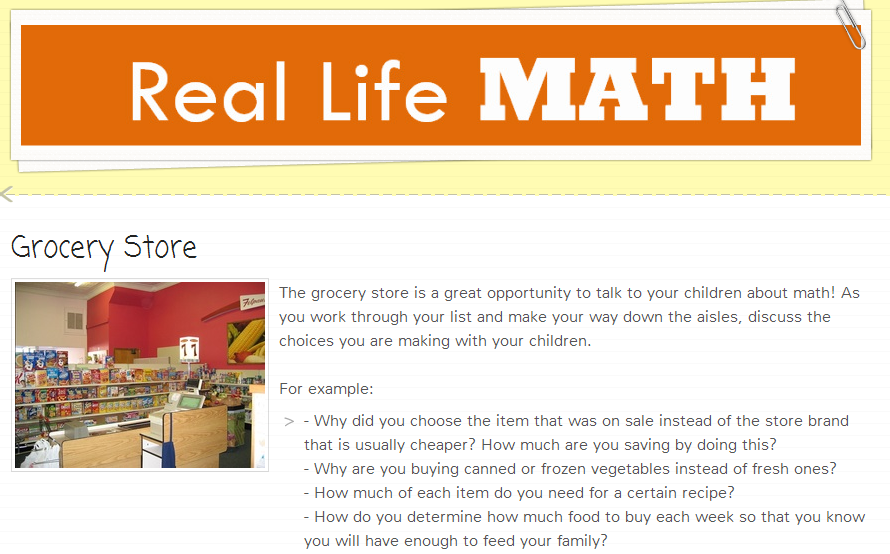 Real Life MATH
Grocery Store
11
The grocery store is a great opportunity to talk to your children about math! As
you work through your list and make your way down the aisles, discuss the
choices you are making with your children.
For example:
> - Why did you choose the item that was on sale instead of the store brand
that is usually cheaper? How much are you saving by doing this?
- Why are you buying canned or frozen vegetables instead of fresh ones?
- How much of each item do you need for a certain recipe?
- How do you determine how much food to buy each week so that you know
you will have enough to feed your family?